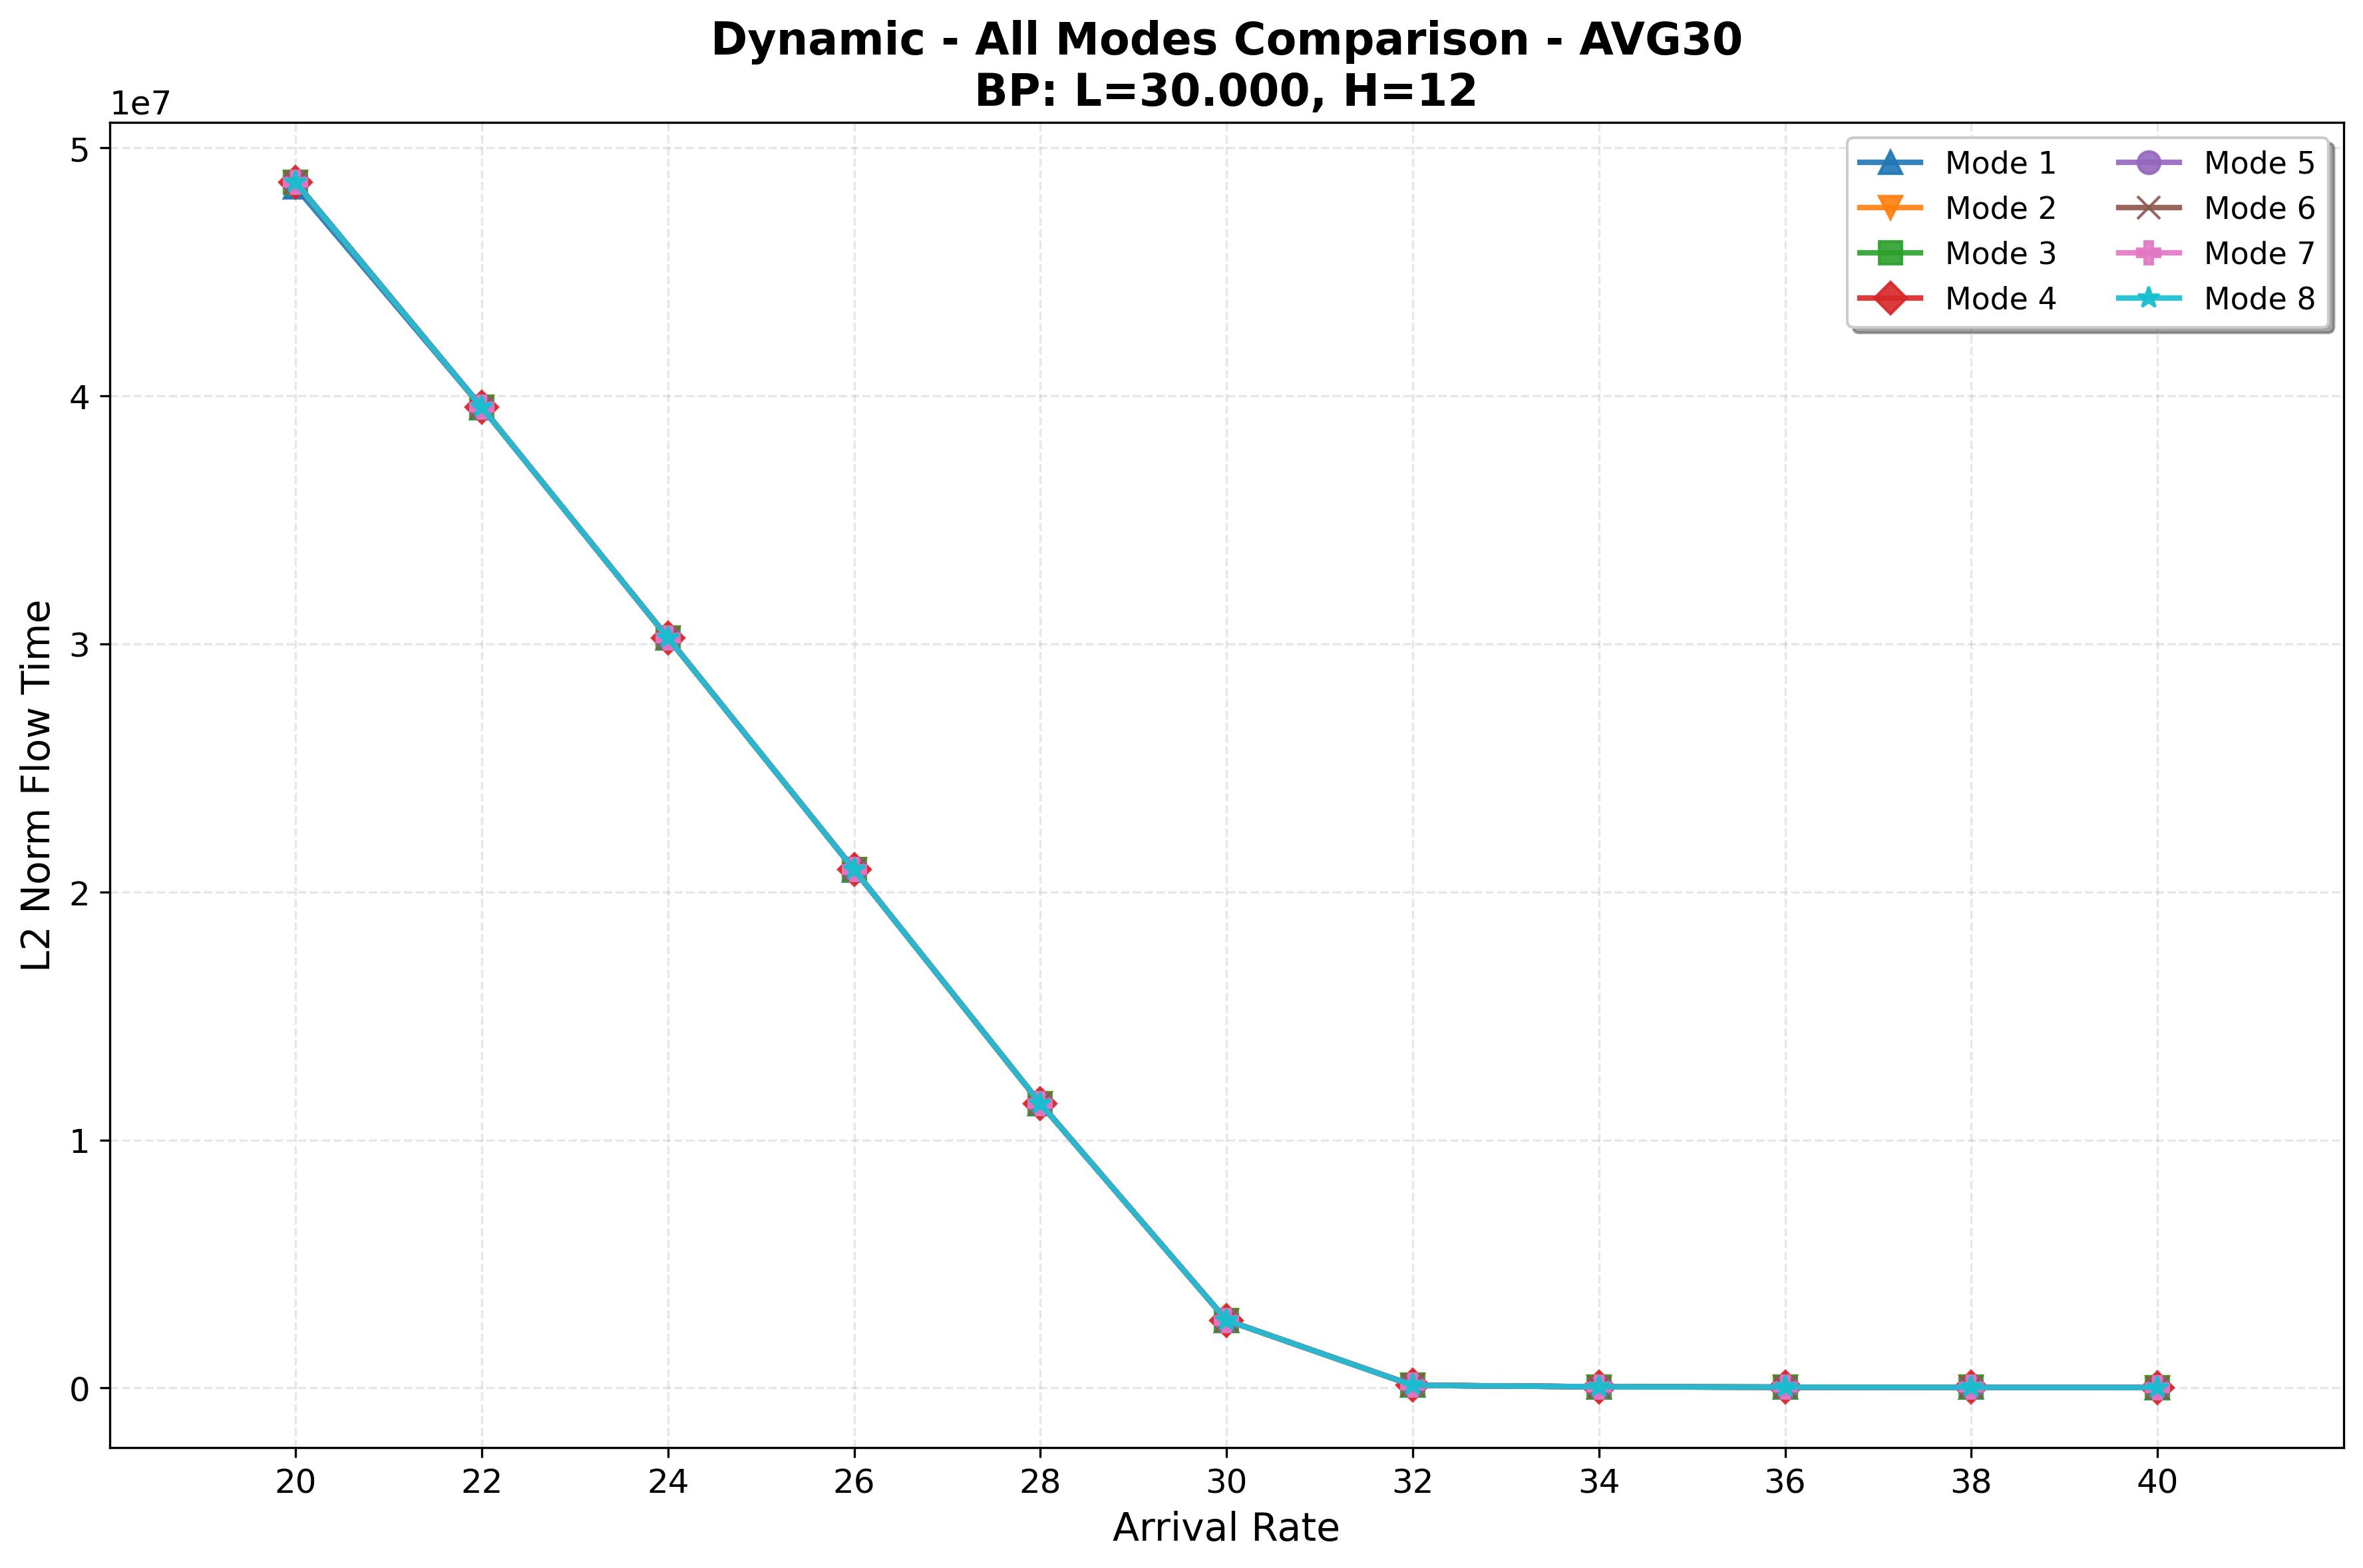 Dynamic - All Modes Comparison - AVG30
BP: L=30.000, H=12
1e7
5
4
3
2
1
0
L2 Norm Flow Time
Mode 1
Mode 2
Mode 3
Mode 4
Mode 5
Mode 6
Mode 7
Mode 8
20 22 24 26 28 30 32 34 36 38 40
Arrival Rate